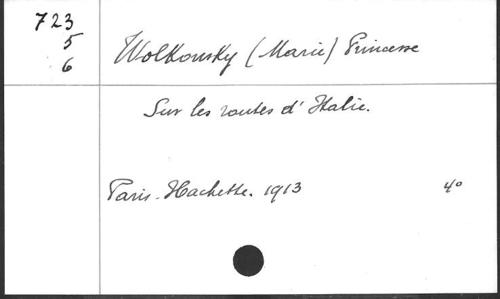 723
5
6
Wolkonsky (Marie) Princesse
Sur les routes d'Italie.
Paris. Hachette. 1913 4°